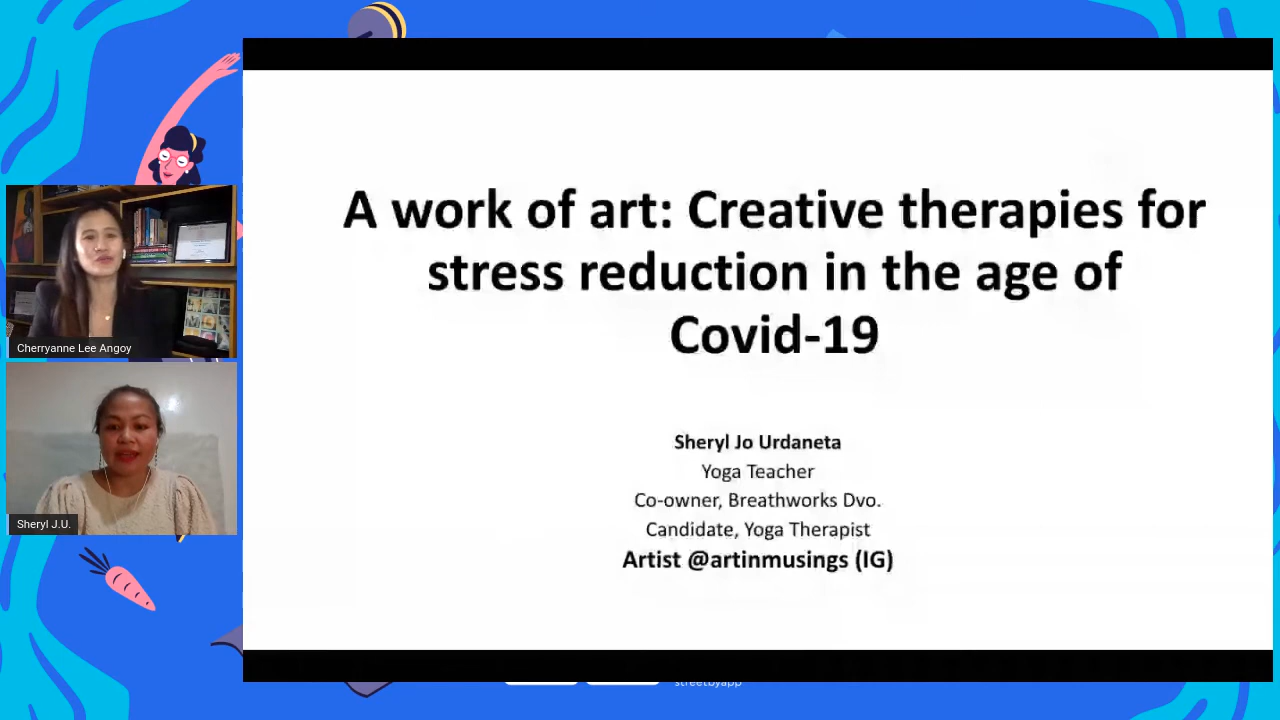 A work of art: Creative therapies for
stress reduction in the age of
Covid-19
Sheryl Jo Urdaneta
Yoga Teacher
Co-owner, Breathworks Dvo.
Candidate, Yoga Therapist
Artist @artinmusings (IG)
Cherryanne Lee Angoy
Sheryl J.U.
streetbyapp